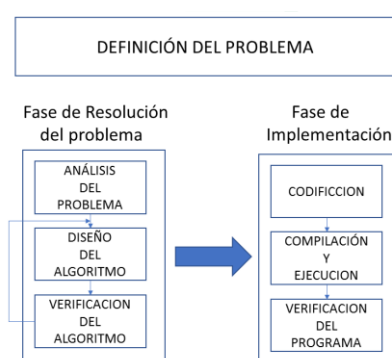 DEFINICIÓN DEL PROBLEMA
Fase de Resolución
del problema
ANÁLISIS
DEL
PROBLEMA
DISEÑO
DEL
ALGORITMO
VERIFICACION
DEL
ALGORITMO
Fase de
Implementación
CODIFICCION
COMPILACIÓN
Y
EJECUCION
VERIFICACION
DEL
PROGRAMA